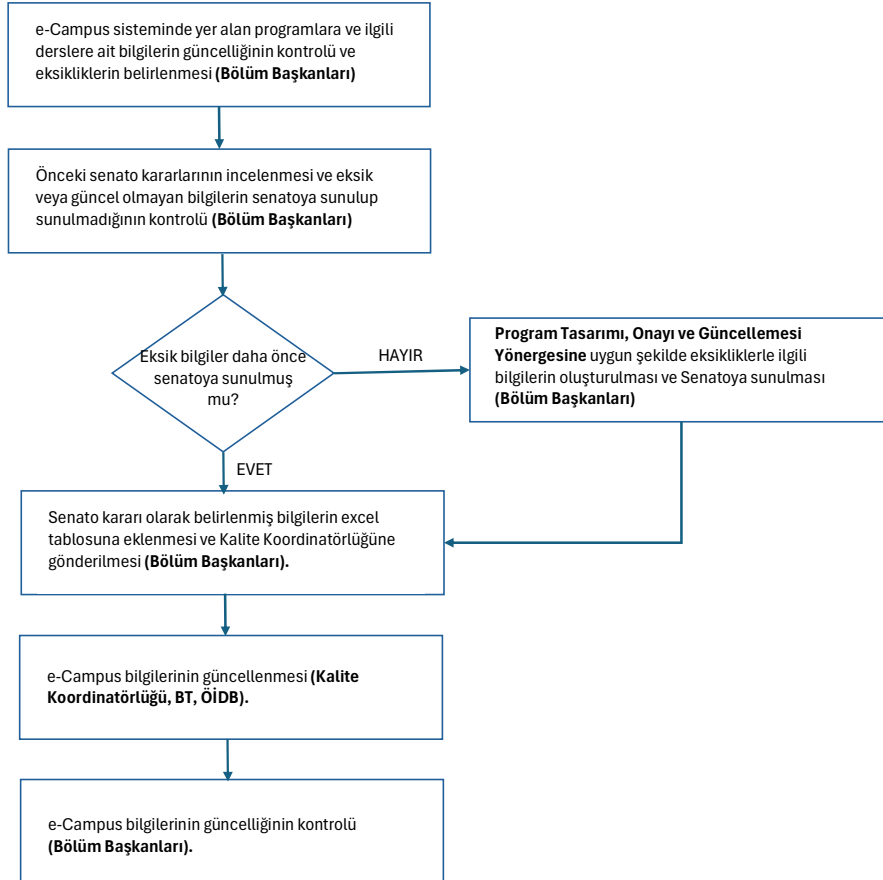 e-Campus sisteminde yer alan programlara ve ilgili
derslere ait bilgilerin güncelliğinin kontrolü ve
eksikliklerin belirlenmesi (Bölüm Başkanları)
Önceki senato kararlarının incelenmesi ve eksik
veya güncel olmayan bilgilerin senatoya sunulup
sunulmadığının kontrolü (Bölüm Başkanları)
Eksik bilgiler daha önce
senatoya sunulmuş
mu?
HAYIR
Program Tasarımı, Onayı ve Güncellemesi
Yönergesine uygun şekilde eksikliklerle ilgili
bilgilerin oluşturulması ve Senatoya sunulması
(Bölüm Başkanları)
EVET
Senato kararı olarak belirlenmiş bilgilerin excel
tablosuna eklenmesi ve Kalite Koordinatörlüğüne
gönderilmesi (Bölüm Başkanları).
e-Campus bilgilerinin güncellenmesi (Kalite
Koordinatörlüğü, BT, ÖİDB).
e-Campus bilgilerinin güncelliğinin kontrolü
(Bölüm Başkanları).